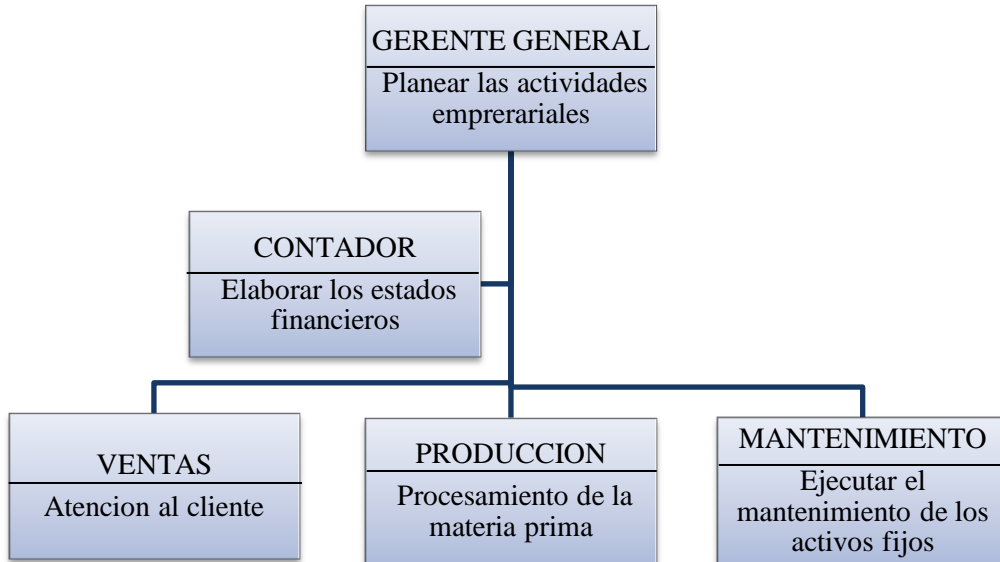 GERENTE GENERAL
Planear las actividades
emprerariales
CONTADOR
Elaborar los estados
financieros
VENTAS
Atencion al cliente
PRODUCCION
Procesamiento de la
materia prima
MANTENIMIENTO
Ejecutar el
mantenimiento de los
activos fijos